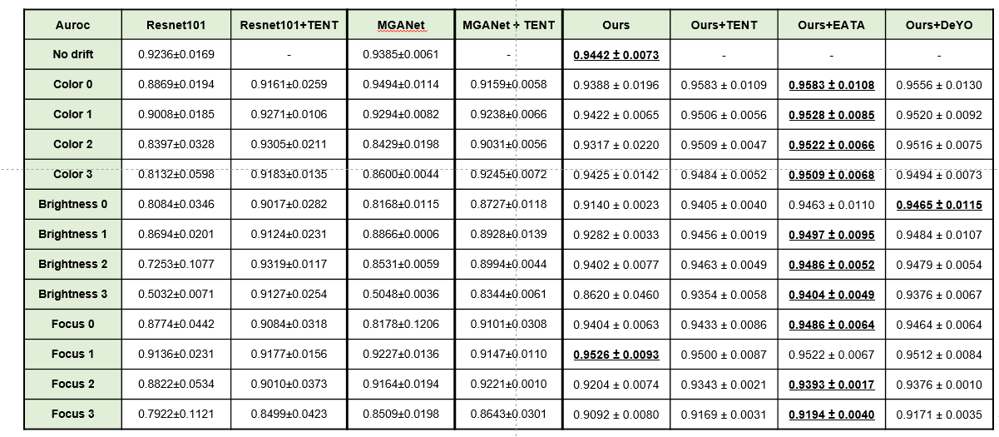 Auroc Resnet101 Resnet101+TENT MGANet MGANet + TENT Ours Ours+TENT Ours+EATA Ours+DeYO
No drift 0.9236±0.0169 - 0.9385±0.0061 - 0.9442 ± 0.0073 - - -
Color 0 0.8869±0.0194 0.9161±0.0259 0.9494±0.0114 0.9159±0.0058 0.9388 ± 0.0196 0.9583 ± 0.0109 0.9583 ± 0.0108 0.9556 ± 0.0130
Color 1 0.9008±0.0185 0.9271±0.0106 0.9294±0.0082 0.9238±0.0066 0.9422 ± 0.0065 0.9506 ± 0.0056 0.9528 ± 0.0085 0.9520 ± 0.0092
Color 2 0.8397±0.0328 0.9305±0.0211 0.8429±0.0198 0.9031±0.0056 0.9317 ± 0.0220 0.9509 ± 0.0047 0.9522 ± 0.0066 0.9516 ± 0.0075
Color 3 0.8132±0.0598 0.9183±0.0135 0.8600±0.0044 0.9245±0.0072 0.9425 ± 0.0142 0.9484 ± 0.0052 0.9509 ± 0.0068 0.9494 ± 0.0073
Brightness 0 0.8084±0.0346 0.9017±0.0282 0.8168±0.0115 0.8727±0.0118 0.9140 ± 0.0023 0.9405 ± 0.0040 0.9463 ± 0.0110 0.9465 ± 0.0115
Brightness 1 0.8694±0.0201 0.9124±0.0231 0.8866±0.0006 0.8928±0.0139 0.9282 ± 0.0033 0.9456 ± 0.0019 0.9497 ± 0.0095 0.9484 ± 0.0107
Brightness 2 0.7253±0.1077 0.9319±0.0117 0.8531±0.0059 0.8994±0.0044 0.9402 ± 0.0077 0.9463 ± 0.0049 0.9486 ± 0.0052 0.9479 ± 0.0054
Brightness 3 0.5032±0.0071 0.9127±0.0254 0.5048±0.0036 0.8344±0.0061 0.8620 ± 0.0460 0.9354 ± 0.0058 0.9404 ± 0.0049 0.9376 ± 0.0067
Focus 0 0.8774±0.0442 0.9084±0.0318 0.8178±0.1206 0.9101±0.0308 0.9404 ± 0.0063 0.9433 ± 0.0086 0.9486 ± 0.0064 0.9464 ± 0.0064
Focus 1 0.9136±0.0231 0.9177±0.0156 0.9227±0.0136 0.9147±0.0110 0.9526 ± 0.0093 0.9500 ± 0.0087 0.9522 ± 0.0067 0.9512 ± 0.0084
Focus 2 0.8822±0.0534 0.9010±0.0373 0.9164±0.0194 0.9221±0.0010 0.9204 ± 0.0074 0.9343 ± 0.0021 0.9393 ± 0.0017 0.9376 ± 0.0010
Focus 3 0.7922±0.1121 0.8499±0.0423 0.8509±0.0198 0.8643±0.0301 0.9092 ± 0.0080 0.9169 ± 0.0031 0.9194 ± 0.0040 0.9171 ± 0.0035